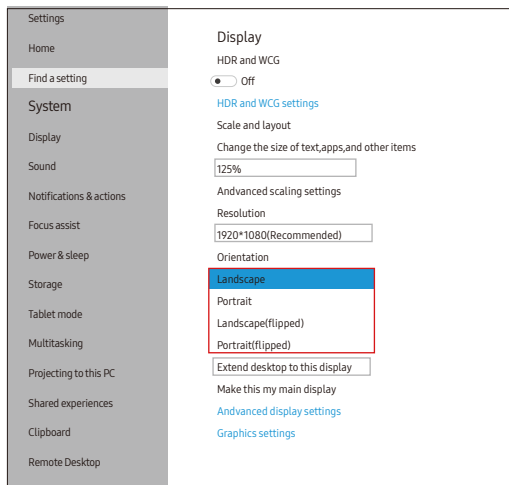 Settings
Home
Find a setting
System
Display
Sound
Notifications & actions
Focus assist
Power & sleep
Storage
Tablet mode
Multitasking
Projecting to this PC
Shared experiences
Clipboard
Remote Desktop
Display
HDR and WCG
Off
HDR and WCG settings
Scale and layout
Change the size of text,apps,and other items
125%
Andvanced scaling settings
Resolution
1920*1080(Recommended)
Orientation
Landscape
Portrait
Landscape(flipped)
Portrait(flipped)
Extend desktop to this display
Make this my main display
Andvanced display settings
Graphics settings